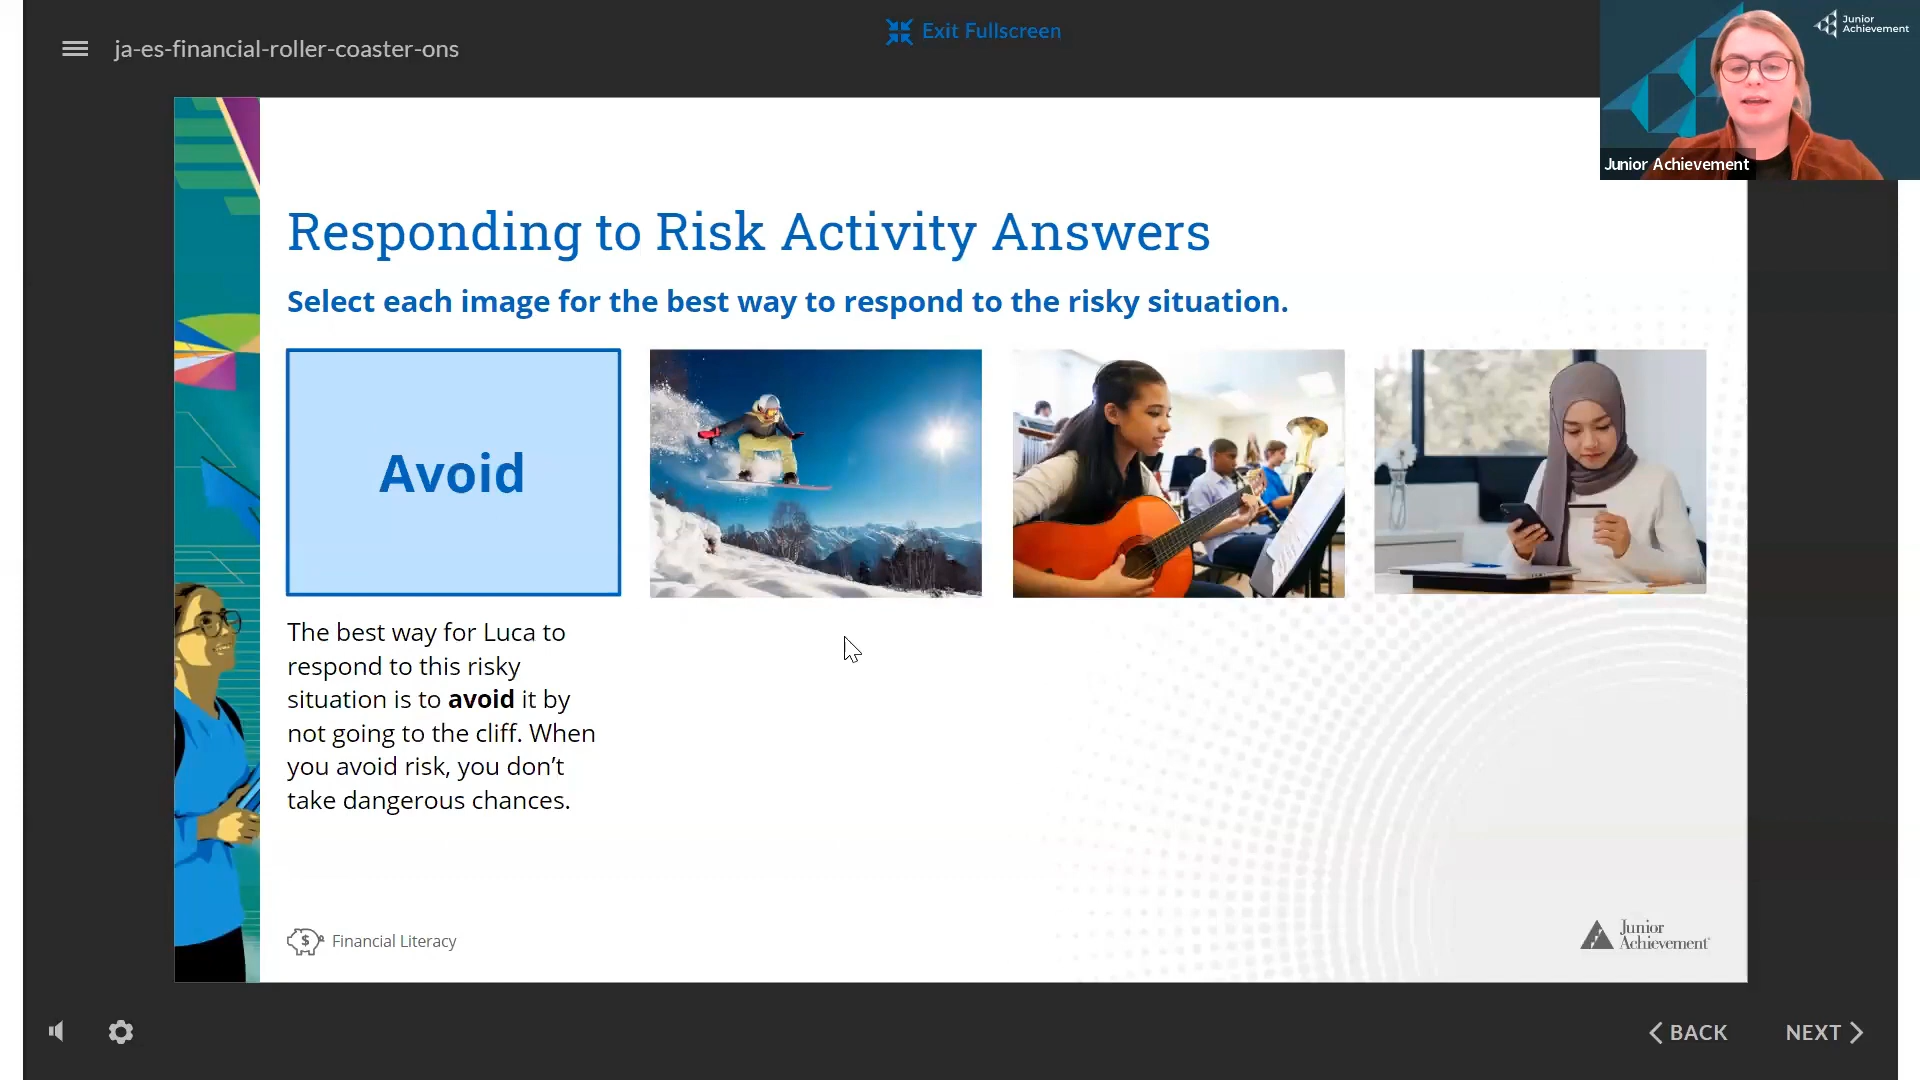 ja-es-financial-roller-coaster-ons
Exit Fullscreen
Junior
Achievement
Junior Achievement
Responding to Risk Activity Answers
Select each image for the best way to respond to the risky situation.
Avoid
The best way for Luca to
respond to this risky
situation is to avoid it by
not going to the cliff. When
you avoid risk, you don’t
take dangerous chances.
$ Financial Literacy
Junior
Achievement®
BACK
NEXT